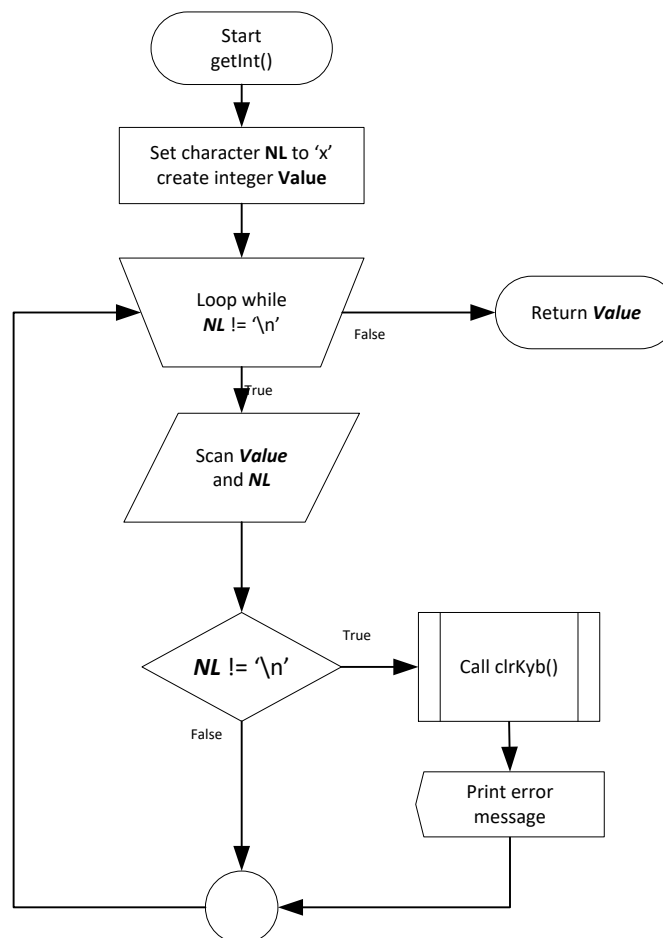 Start
getInt()
Set character NL to ‘x’
create integer Value
Loop while
NL != ‘\n’
False
Return Value
True
Scan Value
and NL
NL != ‘\n’
True
Call clrKyb()
False
Print error
message